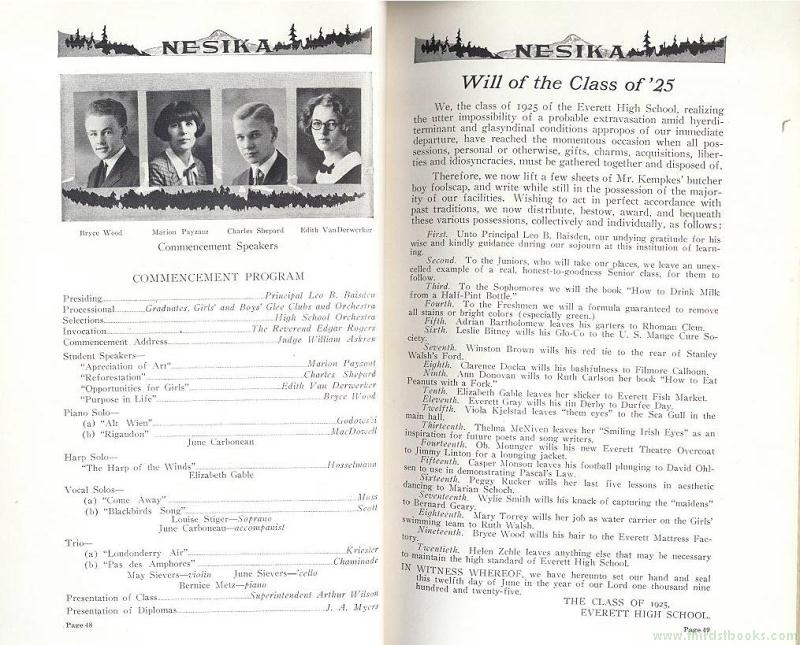 NESIKA
Bryce Wood
Marion Payzant
Charles Shepard
Edith VanDerwerker
Commencement Speakers
COMMENCEMENT PROGRAM
Presiding Principal Leo B. Baisden
Processional Graduates, Girls' and Boys' Glee Clubs and Orchestra
Selections High School Orchestra
Invocation The Reverend Edgar Rogers
Commencement Address Judge William Askren
Student Speakers—
"Apreciation of Art" Marion Payzant
"Reforestation" Charles Shepard
"Opportunities for Girls" Edith Van Derwerker
"Purpose in Life" Bryce Wood
Piano Solo—
(a) "Alt Wien" Godowski
(b) "Rigaudon" MacDowell
June Carboneau
Harp Solo—
"The Harp of the Winds" Hosselmans
Elizabeth Gable
Vocal Solos—
(a) "Come Away" Moss
(b) "Blackbirds Song" Scott
Louise Stiger—Soprano
June Carboneau—accompanist
Trio—
(a) "Londonderry Air" Kriesler
(b) "Pas des Amphores" Chaminade
May Sievers—violin June Sievers—'cello
Bernice Metz—piano
Presentation of Class Superintendent Arthur Wilson
Presentation of Diplomas J. A. Myers
Page 48
NESIKA
Will of the Class of '25
We, the class of 1925 of the Everett High School, realizing
the utter impossibility of a probable extravasation amid hyerdi-
terminant and glasyndial conditions appropos of our immediate
departure, have reached the momentous occasion when all pos-
sessions, personal or otherwise, gifts, charms, acquisitions, liber-
ties and idiosyncracies, must be gathered together and disposed of.
Therefore, we now lift a few sheets of Mr. Kempkes' butcher
boy foolscap, and write while still in the possession of the major-
ity of our facilities. Wishing to act in perfect accordance with
past traditions, we now distribute, bestow, award, and bequeath
these various possessions, collectively and individually, as follows:
First. Unto Principal Leo B. Baisden, our undying gratitude for his
wise and kindly guidance during our sojourn at this institution of learn-
ing.
Second. To the Juniors, who will take our places, we leave an unex-
celled example of a real, honest-to-goodness Senior class, for them to
follow.
Third. To the Sophomores we will the book "How to Drink Milk
from a Half-Pint Bottle."
Fourth. To the Freshmen we will a formula guaranteed to remove
all stains or bright colors (especially green.)
Fifth. Adrian Bartholomew leaves his garters to Rhoman Clem.
Sixth. Leslie Bitney wills his Glo-Co to the U. S. Mange Cure So-
ciety.
Seventh. Winston Brown wills his red tie to the rear of Stanley
Walsh's Ford.
Eighth. Clarence Docka wills his bashfulness to Filmore Calhoun.
Ninth. Ann Donovan wills to Ruth Carlson her book "How to Eat
Peanuts with a Fork."
Tenth. Elizabeth Gable leaves her slicker to Everett Fish Market.
Eleventh. Everett Gray wills his tin Derby to Durfee Day.
Twelfth. Viola Kjelstad leaves "them eyes" to the Sea Gull in the
main hall.
Thirteenth. Thelma McNiven leaves her "Smiling Irish Eyes" as an
inspiration for future poets and song writers.
Fourteenth. Ob. Mounger wills his new Everett Theatre Overcoat
to Jimmy Linton for a lounging jacket.
Fifteenth. Casper Monson leaves his football plunging to David Ohl-
sen to use in demonstrating Pascal's Law.
Sixteenth. Peggy Rucker wills her last five lessons in aesthetic
dancing to Marian Schoch.
Seventeenth. Wylie Smith wills his knack of capturing the "maidens"
to Bernard Geary.
Eighteenth. Mary Torrey wills her job as water carrier on the Girls'
swimming team to Ruth Walsh.
Nineteenth. Bryce Wood wills his hair to the Everett Mattress Fac-
tory.
Twentieth. Helen Zehle leaves anything else that may be necessary
to maintain the high standard of Everett High School.
IN WITNESS WHEREOF, we have hereunto set our hand and seal
this twelfth day of June in the year of our Lord one thousand nine
hundred and twenty-five.
THE CLASS OF 1925,
EVERETT HIGH SCHOOL.
Page 49